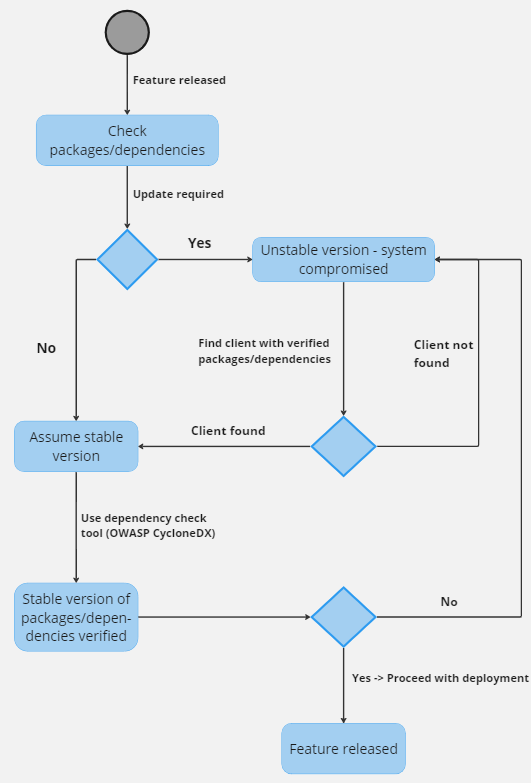 Feature released
Check
packages/dependencies
Update required
Yes
Unstable version - system
compromised
No
Find client with verified
packages/dependencies
Client not
found
Client found
Assume stable
version
Use dependency check
tool (OWASP CycloneDX)
Stable version of
packages/depen-
dencies verified
No
Yes -> Proceed with deployment
Feature released